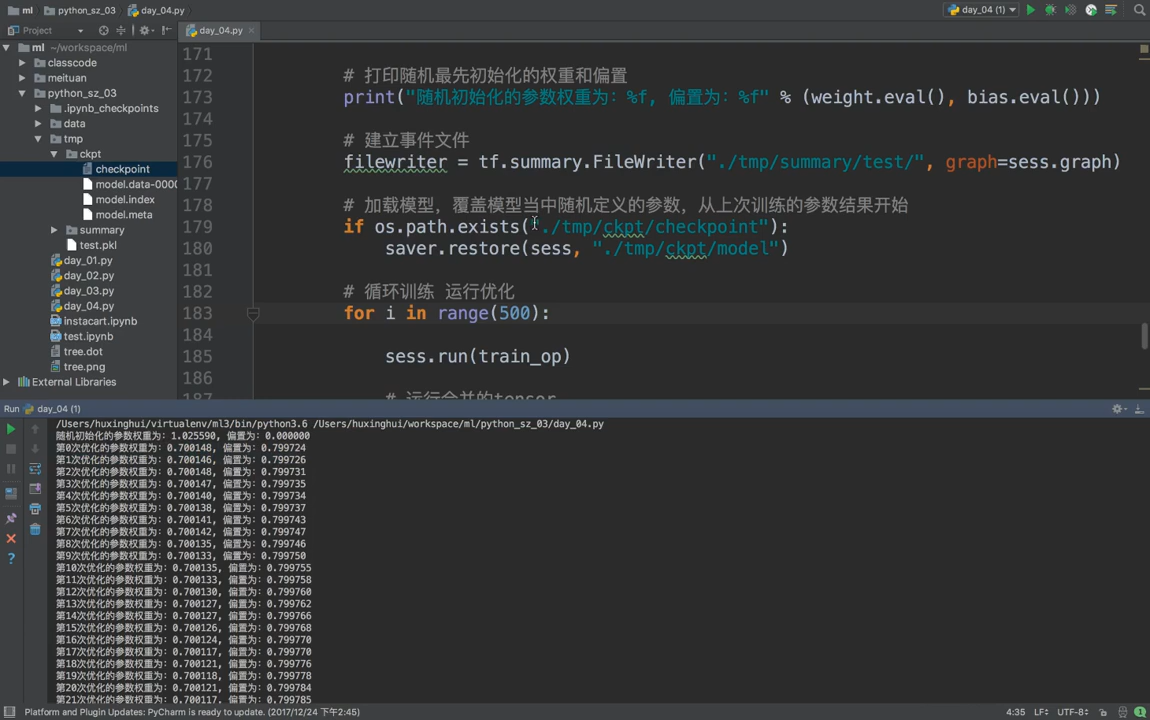 ml python_sz_03 day_04.py day_04 (1)
Project day_04.py
ml ~/workspace/ml
classcode
meituan
python_sz_03
.ipynb_checkpoints
data
tmp
ckpt
checkpoint
model.data-0000
model.index
model.meta
summary
test.pkl
day_01.py
day_02.py
day_03.py
day_04.py
instacart.ipynb
test.ipynb
tree.dot
tree.png
External Libraries
171
172 # 打印随机最先初始化的权重和偏置
173 print("随机初始化的参数权重为：%f, 偏置为：%f" % (weight.eval(), bias.eval()))
174
175 # 建立事件文件
176 filewriter = tf.summary.FileWriter("./tmp/summary/test/", graph=sess.graph)
177
178 # 加载模型，覆盖模型当中随机定义的参数，从上次训练的参数结果开始
179 if os.path.exists("./tmp/ckpt/checkpoint"):
180 saver.restore(sess, "./tmp/ckpt/model")
181
182 # 循环训练 运行优化
183 for i in range(500):
184
185 sess.run(train_op)
186
187 # 运行合并的tensor
Run day_04 (1)
/Users/huxinghui/virtualenv/ml3/bin/python3.6 /Users/huxinghui/workspace/ml/python_sz_03/day_04.py
随机初始化的参数权重为：1.025590, 偏置为：0.000000
第0次优化的参数权重为：0.700148, 偏置为：0.799724
第1次优化的参数权重为：0.700146, 偏置为：0.799726
第2次优化的参数权重为：0.700148, 偏置为：0.799731
第3次优化的参数权重为：0.700147, 偏置为：0.799735
第4次优化的参数权重为：0.700140, 偏置为：0.799734
第5次优化的参数权重为：0.700138, 偏置为：0.799737
第6次优化的参数权重为：0.700141, 偏置为：0.799743
第7次优化的参数权重为：0.700142, 偏置为：0.799747
第8次优化的参数权重为：0.700135, 偏置为：0.799746
第9次优化的参数权重为：0.700133, 偏置为：0.799750
第10次优化的参数权重为：0.700135, 偏置为：0.799755
第11次优化的参数权重为：0.700133, 偏置为：0.799758
第12次优化的参数权重为：0.700130, 偏置为：0.799760
第13次优化的参数权重为：0.700127, 偏置为：0.799762
第14次优化的参数权重为：0.700127, 偏置为：0.799766
第15次优化的参数权重为：0.700126, 偏置为：0.799768
第16次优化的参数权重为：0.700124, 偏置为：0.799770
第17次优化的参数权重为：0.700117, 偏置为：0.799770
第18次优化的参数权重为：0.700121, 偏置为：0.799776
第19次优化的参数权重为：0.700118, 偏置为：0.799778
第20次优化的参数权重为：0.700121, 偏置为：0.799784
第21次优化的参数权重为：0.700117, 偏置为：0.799785
Platform and Plugin Updates: PyCharm is ready to update. (2017/12/24 下午2:45) 4:35 LF UTF-8